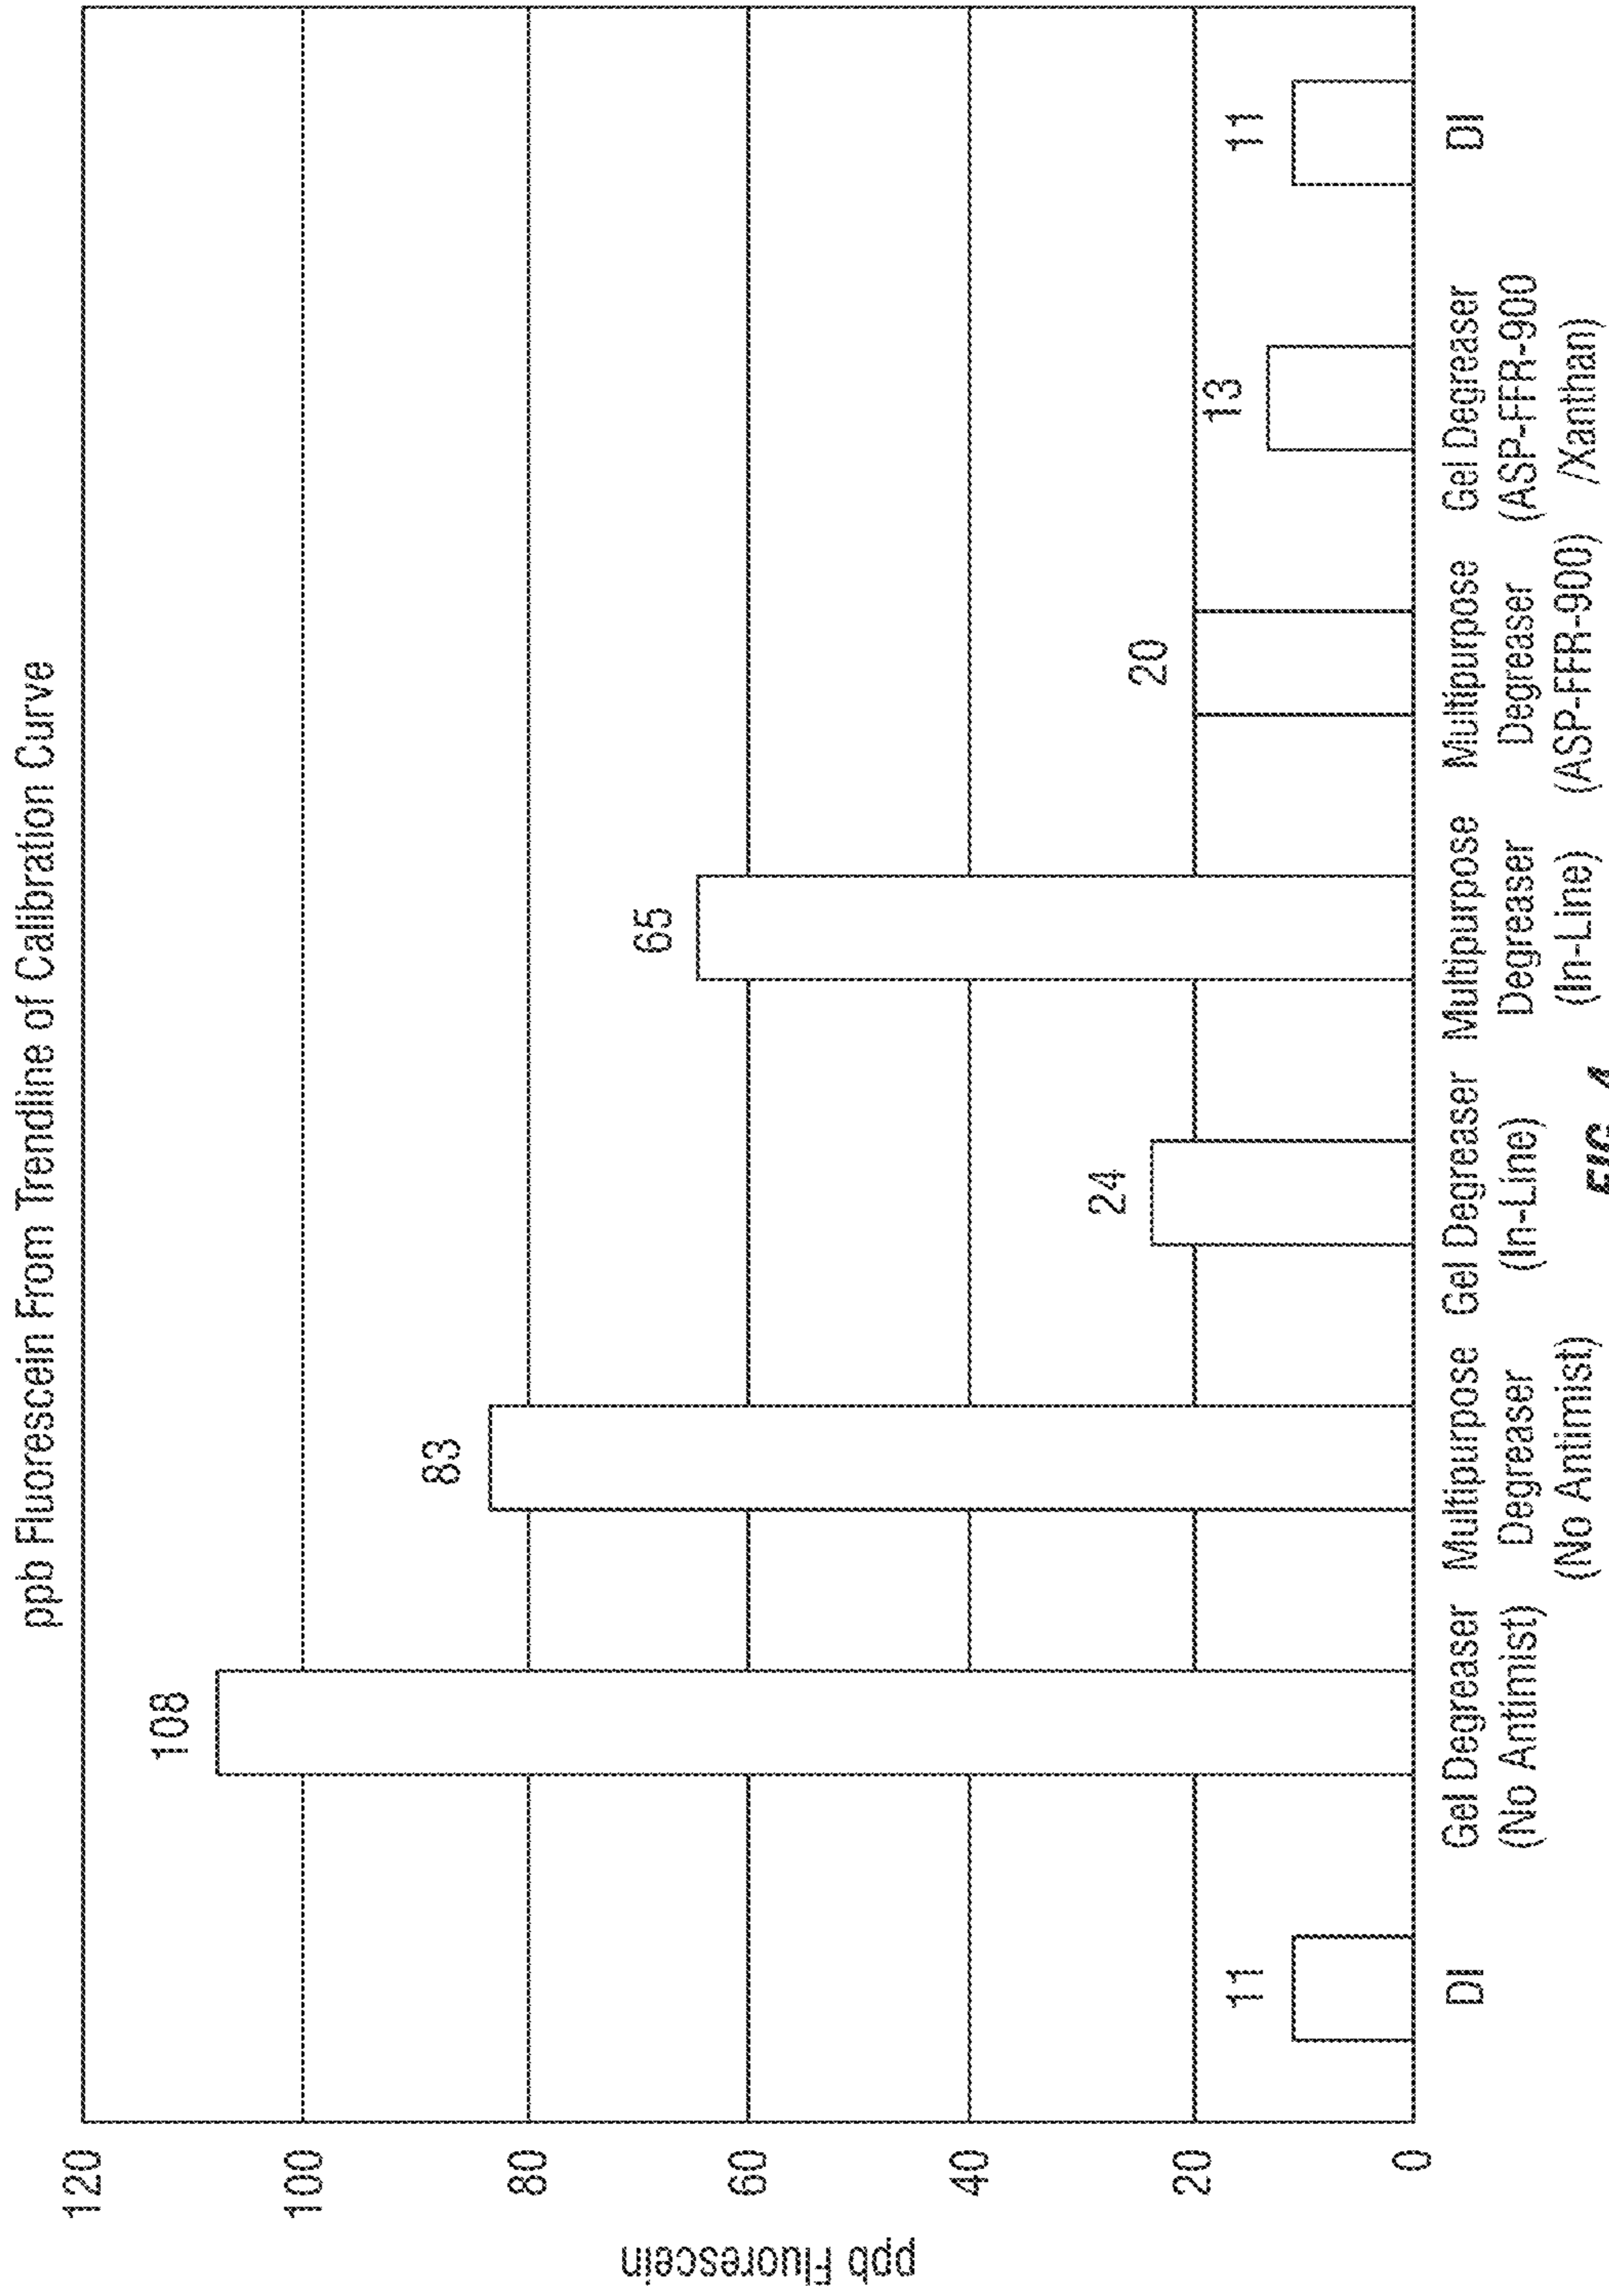 ppb Fluorescein From Trendline of Calibration Curve
120
100
80
60
40
20
0
ppb Fluorescein
11
108
83
24
65
20
13
11
DI
Gel Degreaser
(No Antimist)
Multipurpose
Degreaser
(No Antimist)
Gel Degreaser
(In-Line)
Multipurpose
Degreaser
(In-Line)
Multipurpose
Degreaser
(ASP-FFR-900)
Gel Degreaser
(ASP-FFR-900
/Xanthan)
DI
FIG. 4